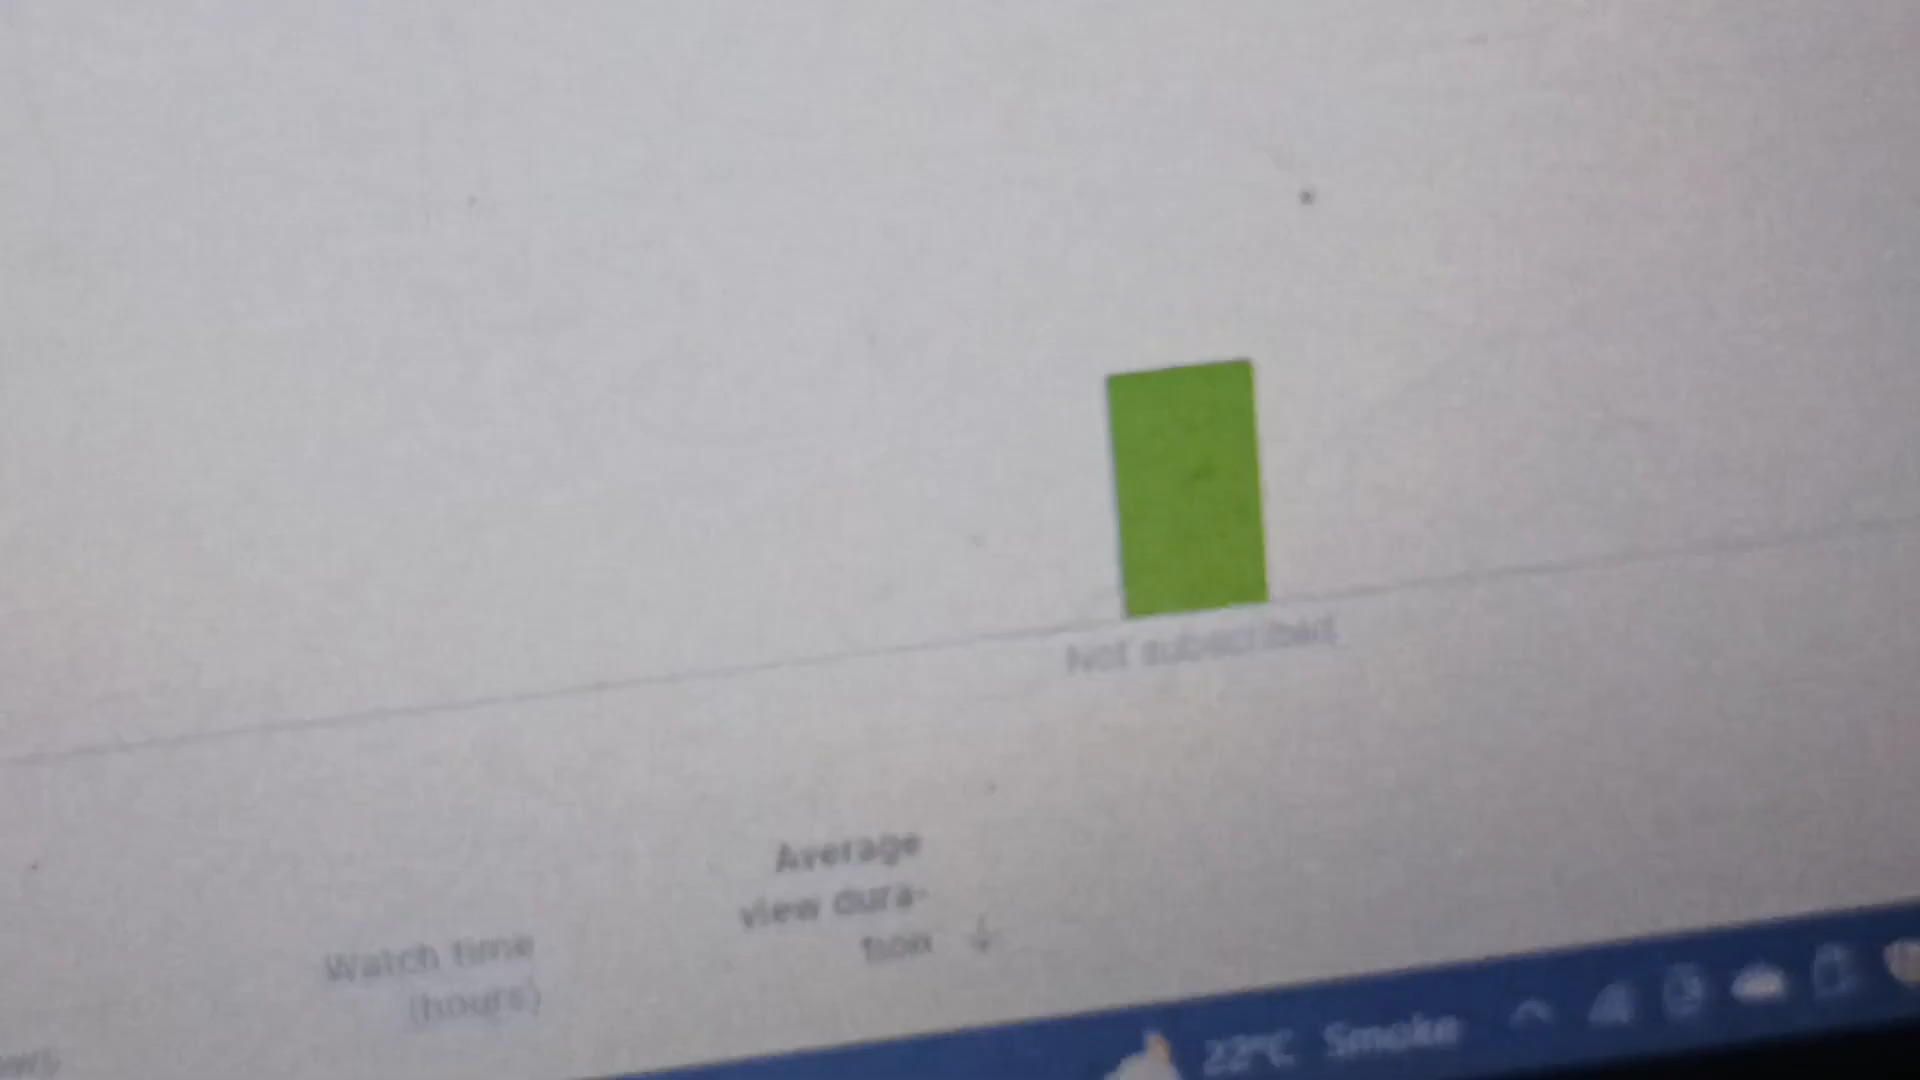 Not subscribed
Average
view dura-
tion
Watch time
(hours)
22°C Smoke